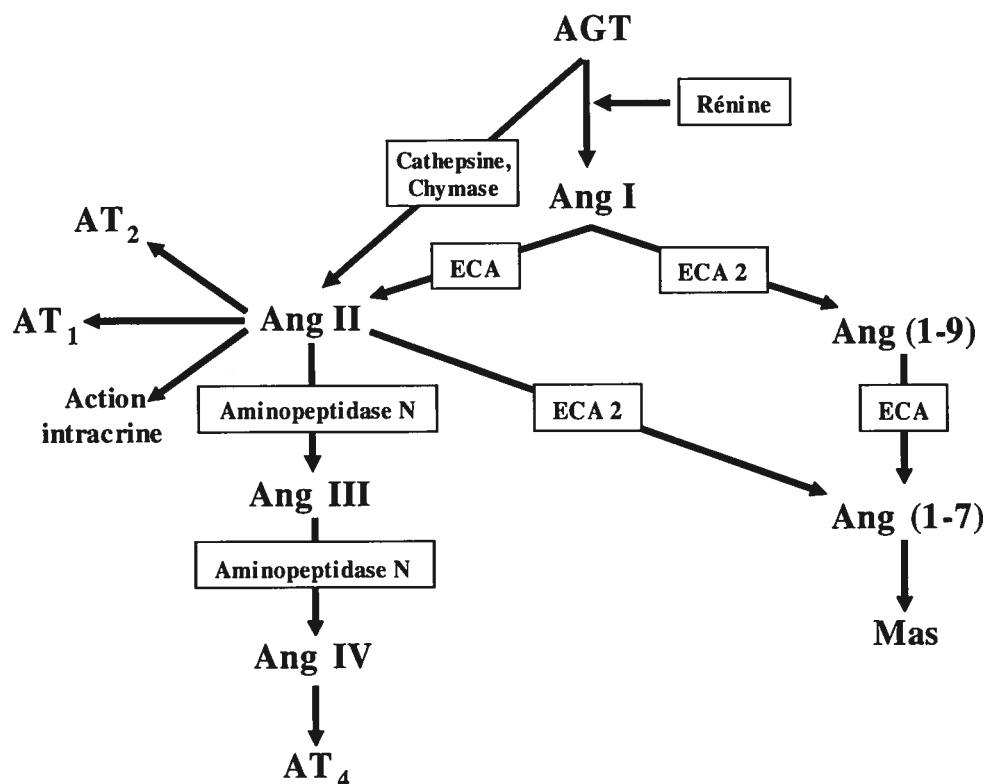 AGT
Rénine
Cathepsine,
Chymase
Ang I
AT2
ECA
ECA 2
AT1
Ang II
Ang (1-9)
Action
intracrine
Aminopeptidase N
ECA 2
ECA
Ang III
Ang (1-7)
Aminopeptidase N
Mas
Ang IV
AT4